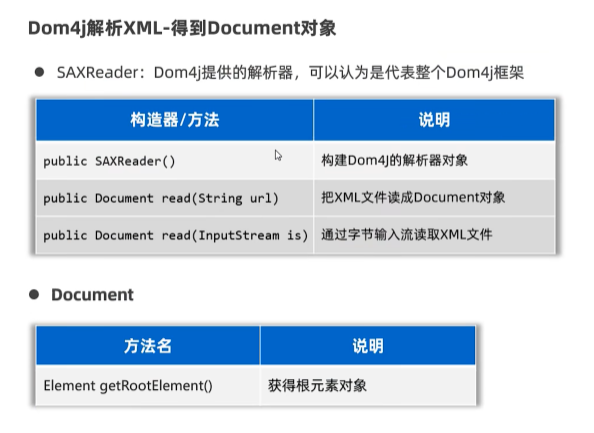 Dom4j解析XML-得到Document对象
● SAXReader：Dom4j提供的解析器，可以认为是代表整个Dom4j框架
构造器/方法 说明
public SAXReader() 构建Dom4J的解析器对象
public Document read(String url) 把XML文件读成Document对象
public Document read(InputStream is) 通过字节输入流读取XML文件
● Document
方法名 说明
Element getRootElement() 获得根元素对象